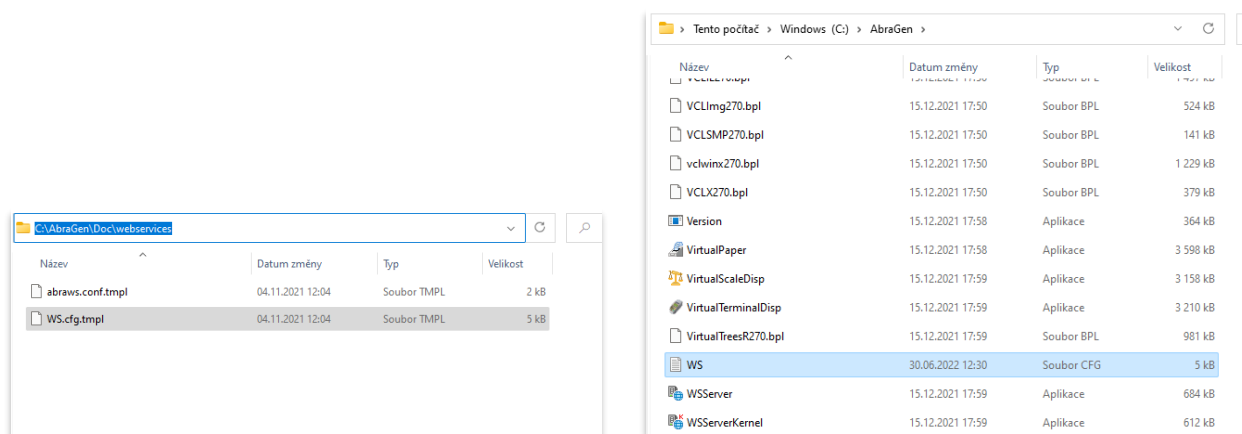 C:\AbraGen\Doc\webservices
Název Datum změny Typ Velikost
abraws.conf.tmpl 04.11.2021 12:04 Soubor TMPL 2 kB
WS.cfg.tmpl 04.11.2021 12:04 Soubor TMPL 5 kB
Tento počítač > Windows (C:) > AbraGen >
Název Datum změny Typ Velikost
VCLImg270.bpl 15.12.2021 17:50 Soubor BPL 524 kB
VCLSMP270.bpl 15.12.2021 17:50 Soubor BPL 141 kB
vclwinx270.bpl 15.12.2021 17:50 Soubor BPL 1 229 kB
VCLX270.bpl 15.12.2021 17:50 Soubor BPL 379 kB
Version 15.12.2021 17:58 Aplikace 364 kB
VirtualPaper 15.12.2021 17:58 Aplikace 3 598 kB
VirtualScaleDisp 15.12.2021 17:59 Aplikace 3 158 kB
VirtualTerminalDisp 15.12.2021 17:59 Aplikace 3 210 kB
VirtualTreesR270.bpl 15.12.2021 17:59 Soubor BPL 981 kB
WS 30.06.2022 12:30 Soubor CFG 5 kB
WSServer 15.12.2021 17:59 Aplikace 684 kB
WSServerKernel 15.12.2021 17:59 Aplikace 612 kB